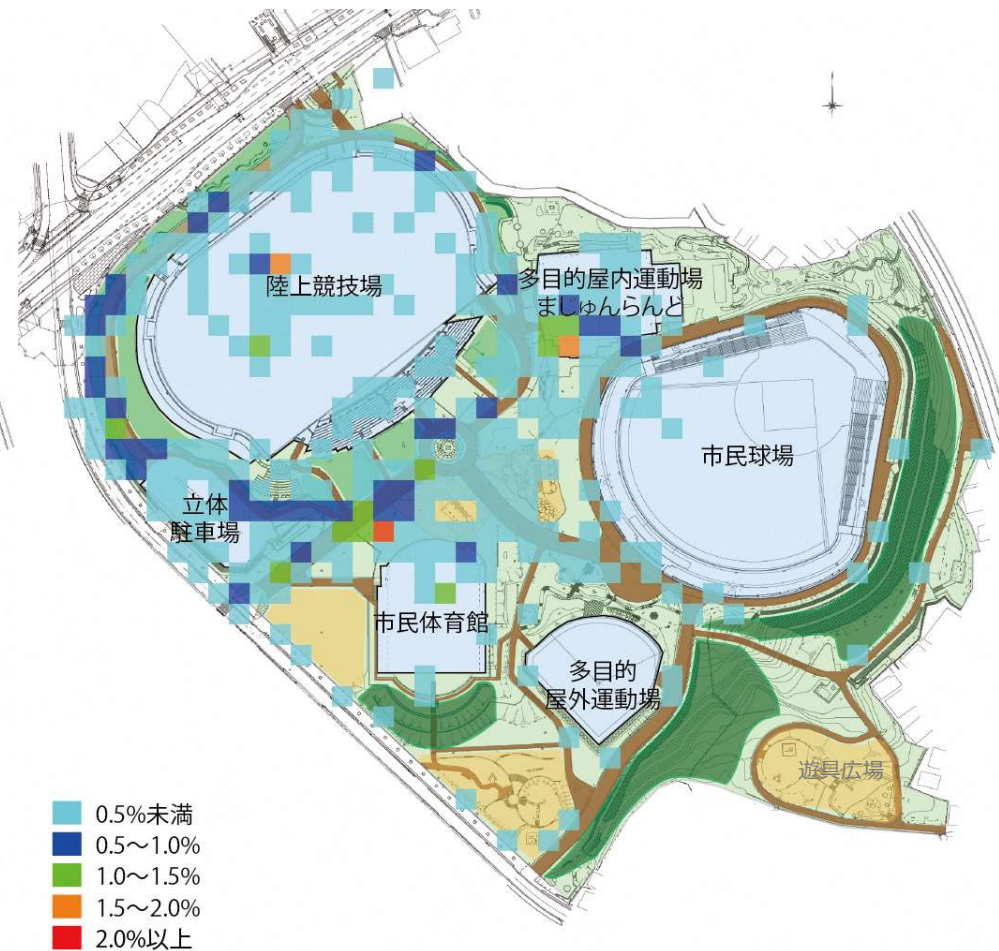 陸上競技場
多目的屋内運動場
まじゅんらんど
市民球場
立体
駐車場
市民体育館
多目的
屋外運動場
遊具広場
0.5%未満
0.5～1.0%
1.0～1.5%
1.5～2.0%
2.0%以上